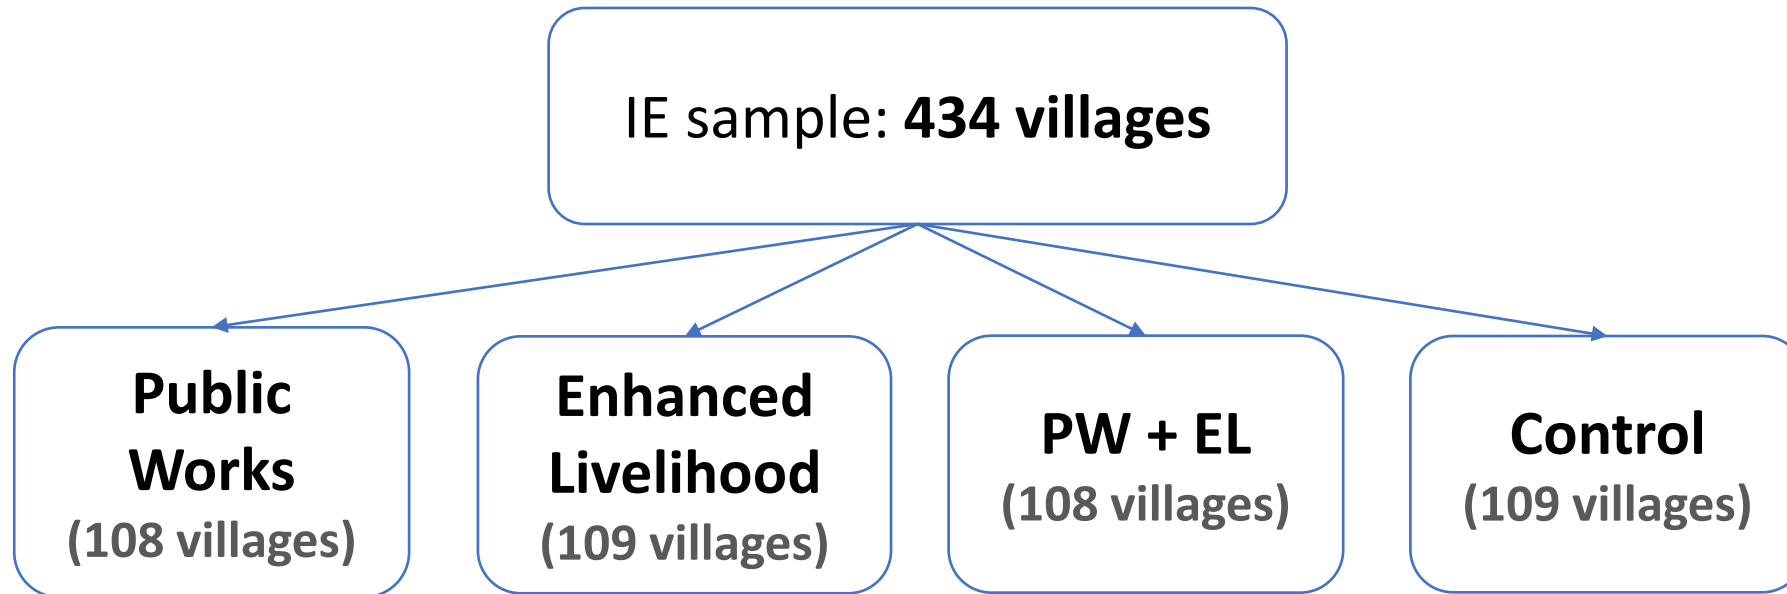 IE sample: 434 villages
Public
Works
(108 villages)
Enhanced
Livelihood
(109 villages)
PW + EL
(108 villages)
Control
(109 villages)